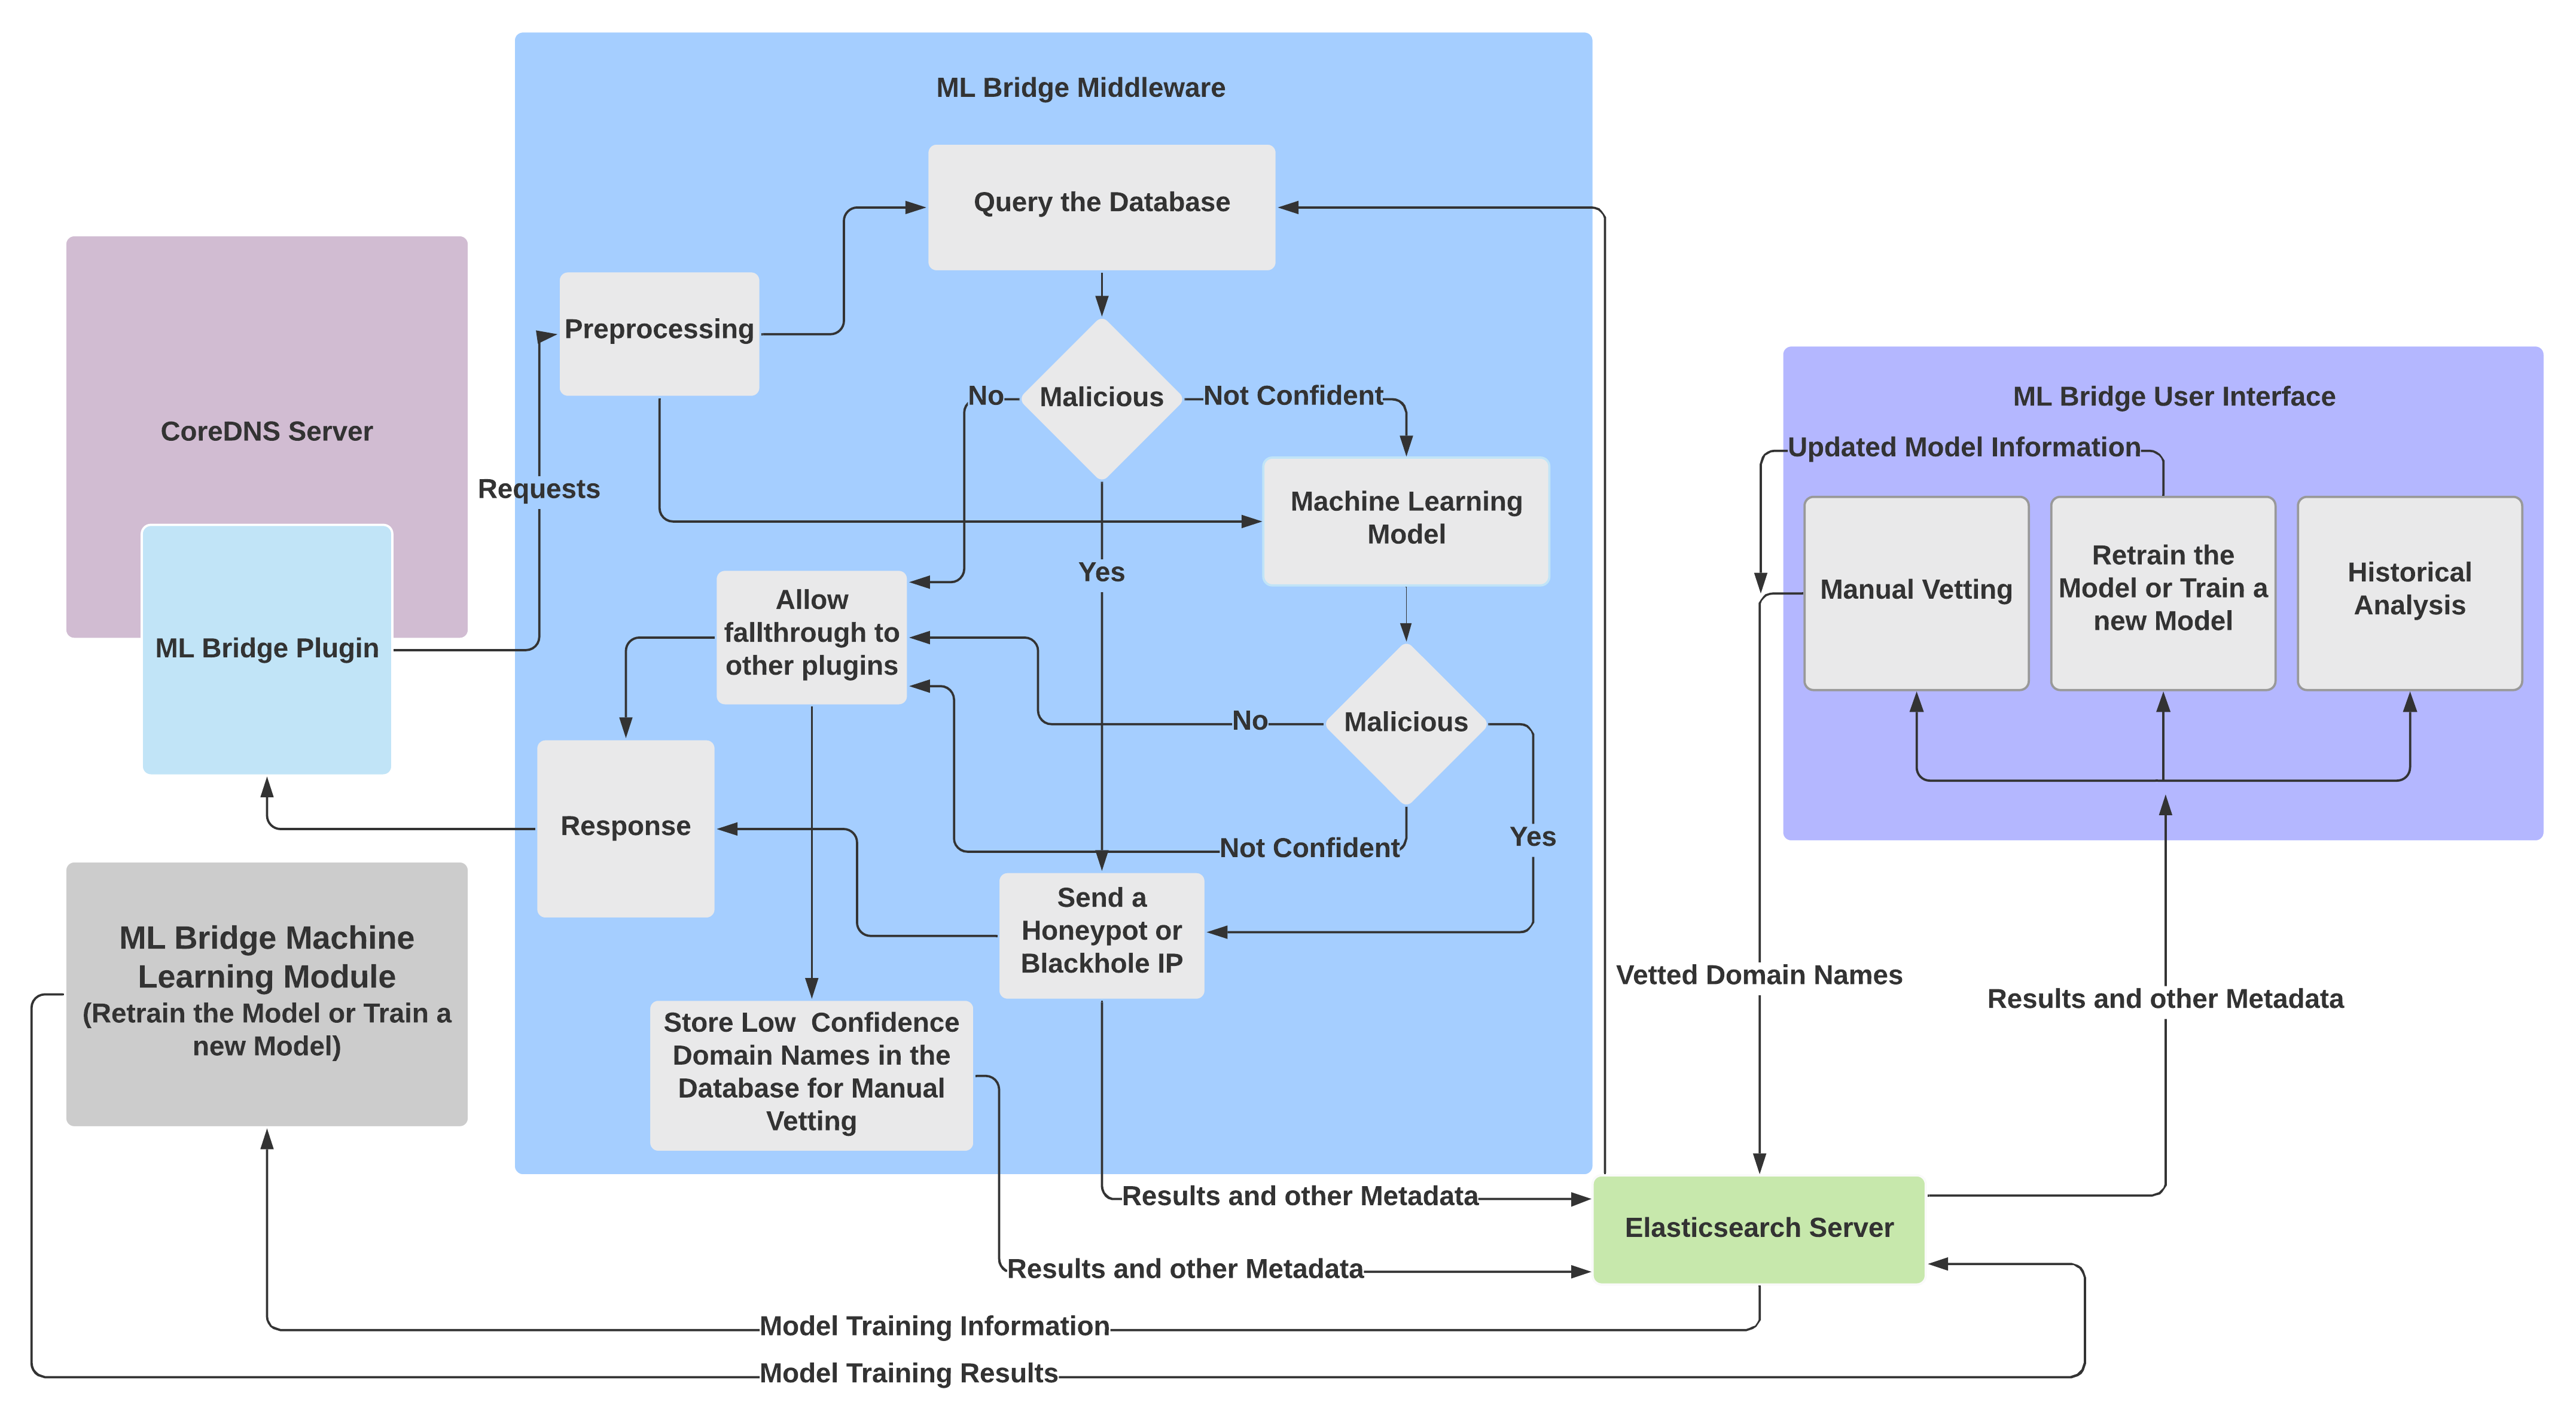 ML Bridge Middleware
Query the Database
Preprocessing
CoreDNS Server
Requests
ML Bridge Plugin
Malicious
No
Not Confident
Yes
Machine Learning
Model
Allow
fallthrough to
other plugins
Malicious
No
Not Confident
Yes
Response
Send a
Honeypot or
Blackhole IP
Store Low  Confidence
Domain Names in the
Database for Manual
Vetting
ML Bridge Machine
Learning Module
(Retrain the Model or Train a
new Model)
ML Bridge User Interface
Updated Model Information
Manual Vetting
Retrain the
Model or Train a
new Model
Historical
Analysis
Vetted Domain Names
Results and other Metadata
Results and other Metadata
Elasticsearch Server
Results and other Metadata
Model Training Information
Model Training Results